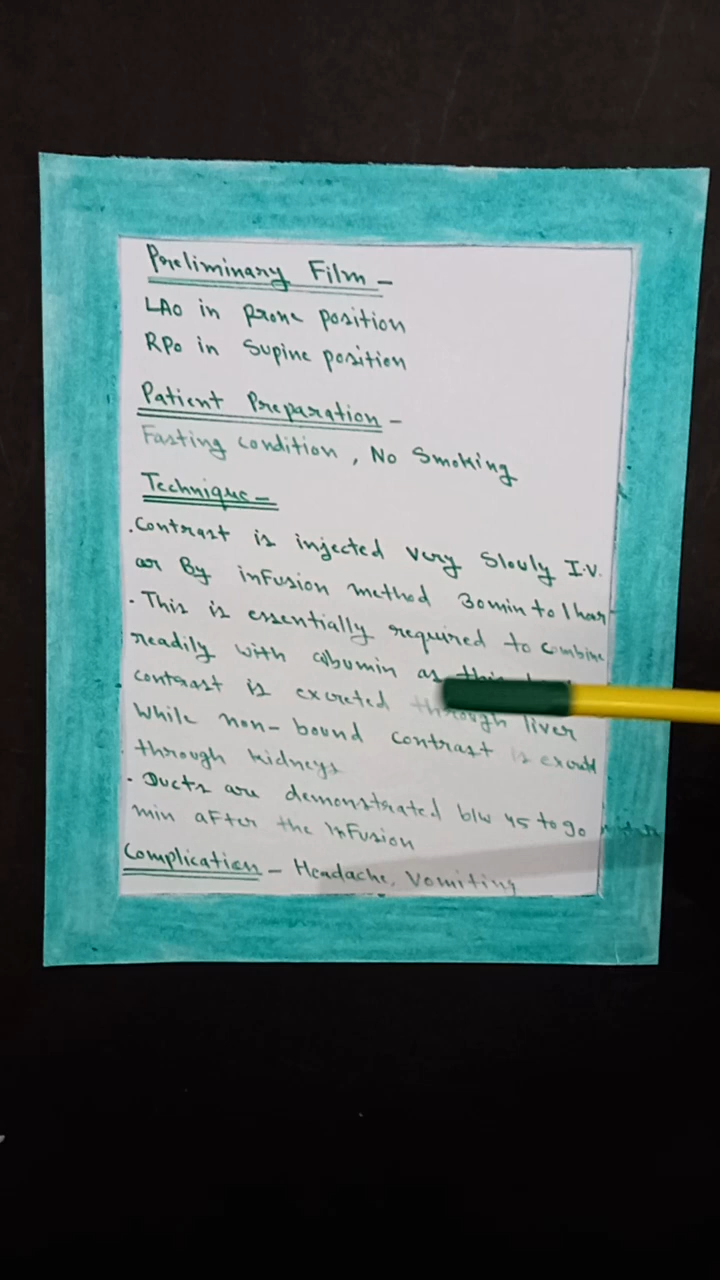 Preliminary Film -
LAO in prone position
RPO in Supine position
Patient Preparation -
Fasting condition, No Smoking
Technique -
. Contrast is injected very slowly I.V.
or By infusion method 30min to 1 hour
. This is essentially required to combine
readily with albumin as this
contrast is excreted through liver
while non-bound contrast is
through kidneys
. Ducts are demonstrated b/w 45 to 90
min after the infusion
Complication - Headache, Vomiting